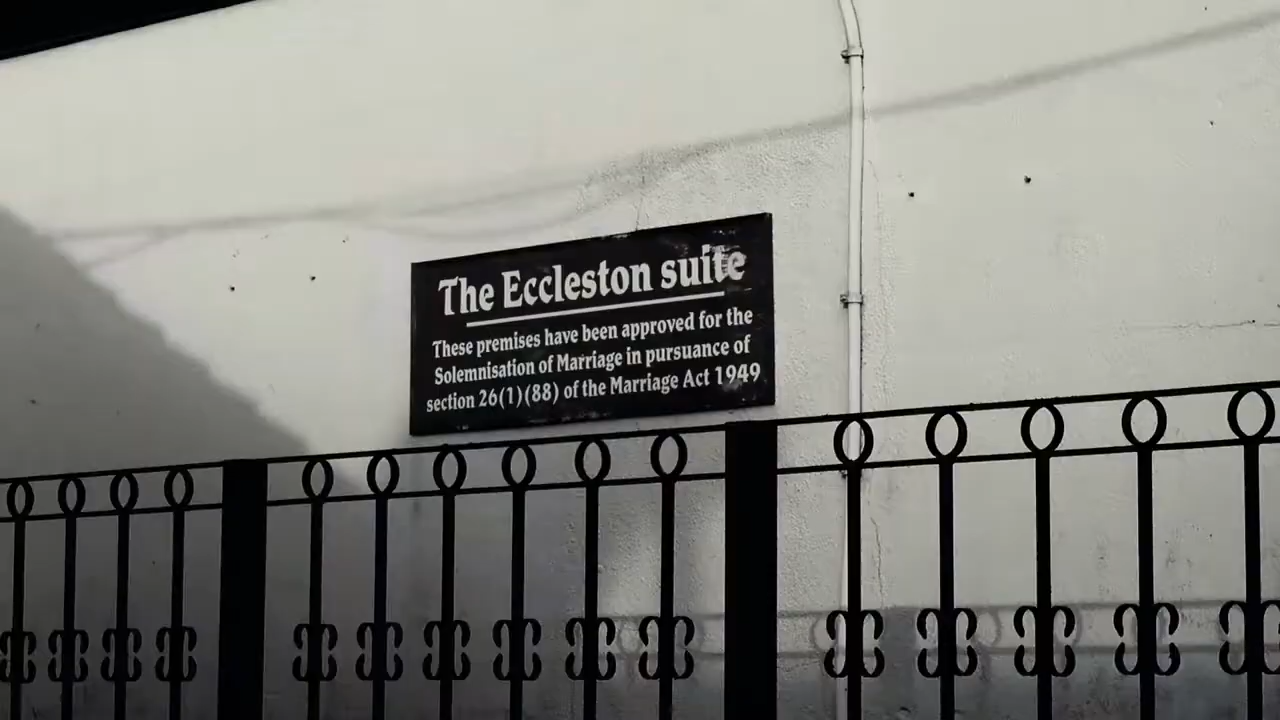 The Eccleston suite
These premises have been approved for the
Solemnisation of Marriage in pursuance of
section 26(1)(88) of the Marriage Act 1949